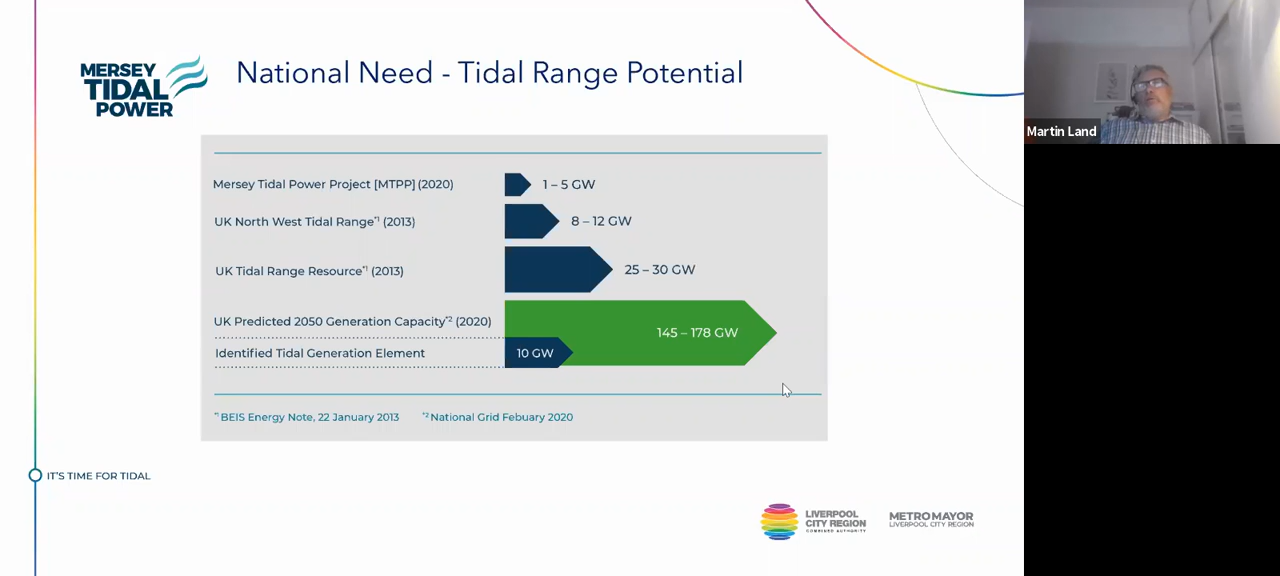 MERSEY
TIDAL
POWER
National Need - Tidal Range Potential
Martin Land
Mersey Tidal Power Project [MTPP] (2020) 1 – 5 GW
UK North West Tidal Range*1 (2013) 8 – 12 GW
UK Tidal Range Resource*1 (2013) 25 – 30 GW
UK Predicted 2050 Generation Capacity*2 (2020) 145 – 178 GW
Identified Tidal Generation Element 10 GW
*1 BEIS Energy Note, 22 January 2013 *2 National Grid Febuary 2020
IT'S TIME FOR TIDAL
LIVERPOOL
CITY REGION
COMBINED AUTHORITY
METRO MAYOR
LIVERPOOL CITY REGION